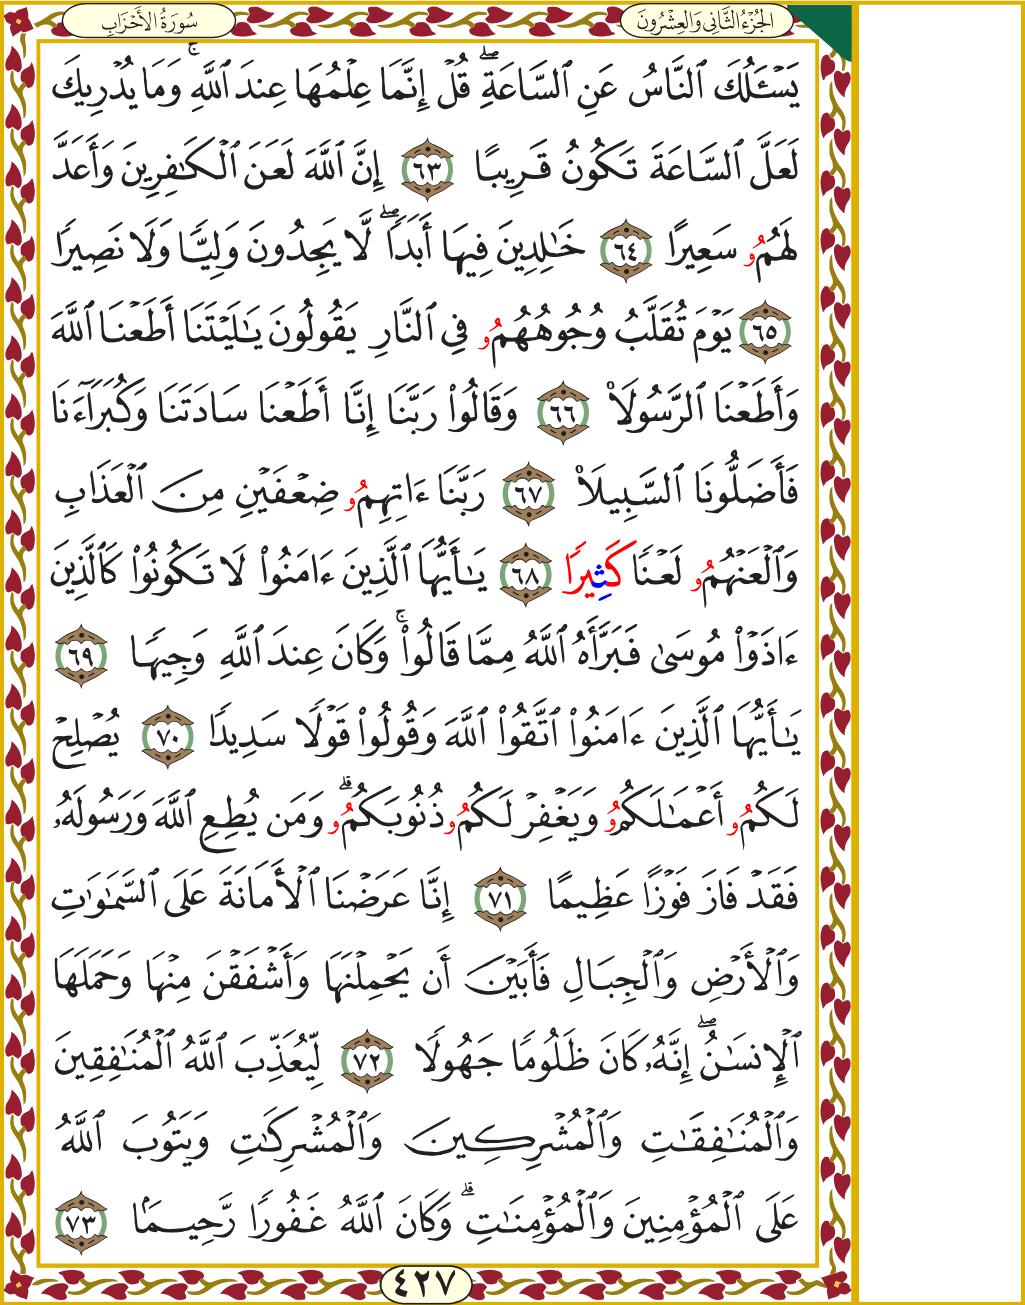 الجُزْءُ الثَّانِي وَالعِشْرُونَ
سُورَةُ الأَحْزَابِ
يَسْـَٔلُكَ ٱلنَّاسُ عَنِ ٱلسَّاعَةِۖ قُلْ إِنَّمَا عِلْمُهَا عِندَ ٱللَّهِۚ وَمَا يُدْرِيكَ
لَعَلَّ ٱلسَّاعَةَ تَكُونُ قَرِيبًا ٦٣ إِنَّ ٱللَّهَ لَعَنَ ٱلْكَـٰفِرِينَ وَأَعَدَّ
لَهُمُۥ سَعِيرًا ٦٤ خَـٰلِدِينَ فِيهَآ أَبَدًاۖ لَّا يَجِدُونَ وَلِيًّا وَلَا نَصِيرًا
٦٥ يَوْمَ تُقَلَّبُ وُجُوهُهُمُۥ فِى ٱلنَّارِ يَقُولُونَ يَـٰلَيْتَنَا أَطَعْنَا ٱللَّهَ
وَأَطَعْنَا ٱلرَّسُولَا۠ ٦٦ وَقَالُوا۟ رَبَّنَا إِنَّا أَطَعْنَا سَادَتَنَا وَكُبَرَآءَنَا
فَأَضَلُّونَا ٱلسَّبِيلَا۠ ٦٧ رَبَّنَا ءَاتِهِمُۥ ضِعْفَيْنِ مِنَ ٱلْعَذَابِ
وَٱلْعَنْهُمُۥ لَعْنًا كَثِيرًا ٦٨ يَـٰأَيُّهَا ٱلَّذِينَ ءَامَنُوا۟ لَا تَكُونُوا۟ كَٱلَّذِينَ
ءَاذَوْا۟ مُوسَىٰ فَبَرَّأَهُ ٱللَّهُ مِمَّا قَالُوا۟ۚ وَكَانَ عِندَ ٱللَّهِ وَجِيهًا ٦٩
يَـٰأَيُّهَا ٱلَّذِينَ ءَامَنُوا۟ ٱتَّقُوا۟ ٱللَّهَ وَقُولُوا۟ قَوْلًا سَدِيدًا ٧٠ يُصْلِحْ
لَكُمُۥ أَعْمَـٰلَكُمُۥ وَيَغْفِرْ لَكُمُۥ ذُنُوبَكُمُۥۗ وَمَن يُطِعِ ٱللَّهَ وَرَسُولَهُۥ
فَقَدْ فَازَ فَوْزًا عَظِيمًا ٧١ إِنَّا عَرَضْنَا ٱلْأَمَانَةَ عَلَى ٱلسَّمَـٰوَٰتِ
وَٱلْأَرْضِ وَٱلْجِبَالِ فَأَبَيْنَ أَن يَحْمِلْنَهَا وَأَشْفَقْنَ مِنْهَا وَحَمَلَهَا
ٱلْإِنسَـٰنُۖ إِنَّهُۥ كَانَ ظَلُومًا جَهُولًا ٧٢ لِّيُعَذِّبَ ٱللَّهُ ٱلْمُنَـٰفِقِينَ
وَٱلْمُنَـٰفِقَـٰتِ وَٱلْمُشْرِكِينَ وَٱلْمُشْرِكَـٰتِ وَيَتُوبَ ٱللَّهُ
عَلَى ٱلْمُؤْمِنِينَ وَٱلْمُؤْمِنَـٰتِۗ وَكَانَ ٱللَّهُ غَفُورًا رَّحِيمًۢا ٧٣
٤٢٧